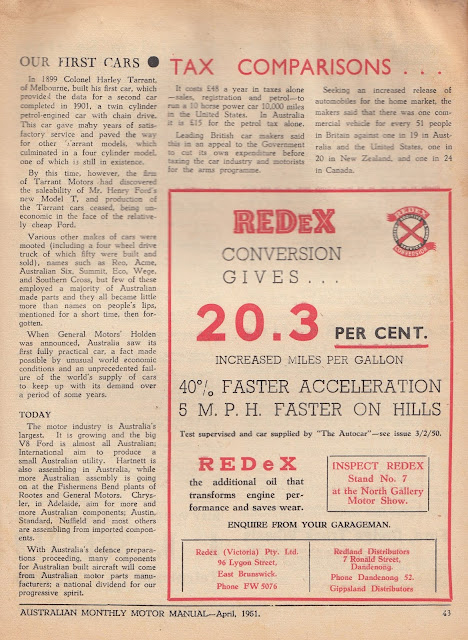 OUR FIRST CARS ●
In 1899 Colonel Harley Tarrant,
of Melbourne, built his first car, which
provided the data for a second car
completed in 1901, a twin cylinder
petrol-engined car with chain drive.
This car gave many years of satis-
factory service and paved the way
for other Tarrant models, which
culminated in a four cylinder model,
one of which is still in existence.
By this time, however, the firm
of Tarrant Motors had discovered
the saleability of Mr. Henry Ford's
new Model T, and production of
the Tarrant cars ceased, being un-
economic in the face of the relative-
ly cheap Ford.
Various other makes of cars were
mooted (including a four wheel drive
truck of which fifty were built and
sold), names such as Reo, Acme,
Australian Six, Summit, Eco, Wege,
and Southern Cross, but few of these
employed a majority of Australian
made parts and they all became little
more than names on people's lips,
mentioned for a short time, then for-
gotten.
When General Motors' Holden
was announced, Australia saw its
first fully practical car, a fact made
possible by unusual world economic
conditions and an unprecedented fail-
ure of the world's supply of cars
to keep up with its demand over
a period of some years.
TODAY
The motor industry is Australia's
largest. It is growing and the big
V8 Ford is almost all Australian;
International aim to produce a
small Australian utility. Hartnett is
also assembling in Australia, while
more Australian assembly is going
on at the Fishermens Bend plants of
Rootes and General Motors. Chrys-
ler, in Adelaide, aim for more and
more Australian components; Austin,
Standard, Nuffield and most others
are assembling from imported compon-
ents.
With Australia's defence prepara-
tions proceeding, many components
for Australian built aircraft will come
from Australian motor parts manu-
facturers; a national dividend for our
progressive spirit.
TAX COMPARISONS . . .
It costs £48 a year in taxes alone
—sales, registration and petrol—to
run a 10 horse power car 10,000 miles
in the United States. In Australia
it is £15 for the petrol tax alone.
Leading British car makers said
this in an appeal to the Government
to cut its own expenditure before
taxing the car industry and motorists
for the arms programme.
Seeking an increased release of
automobiles for the home market, the
makers said that there was one com-
mercial vehicle for every 51 people
in Britain against one in 19 in Aust-
ralia and the United States, one in
20 in New Zealand, and one in 24
in Canada.
REDEX
CONVERSION
REDEX
CONVERSION
GIVES . . .
20.3 PER CENT.
INCREASED MILES PER GALLON
40% FASTER ACCELERATION
5 M. P. H. FASTER ON HILLS
Test supervised and car supplied by "The Autocar"—see issue 3/2/50.
REDeX
the additional oil that
transforms engine per-
formance and saves wear.
INSPECT REDEX
Stand No. 7
at the North Gallery
Motor Show.
ENQUIRE FROM YOUR GARAGEMAN.
Redex (Victoria) Pty. Ltd.
96 Lygon Street,
East Brunswick.
Phone FW 5076
Redland Distributors
7 Ronald Street,
Dandenong.
Phone Dandenong 52.
Gippsland Distributors
AUSTRALIAN MONTHLY MOTOR MANUAL—April, 1951.
43